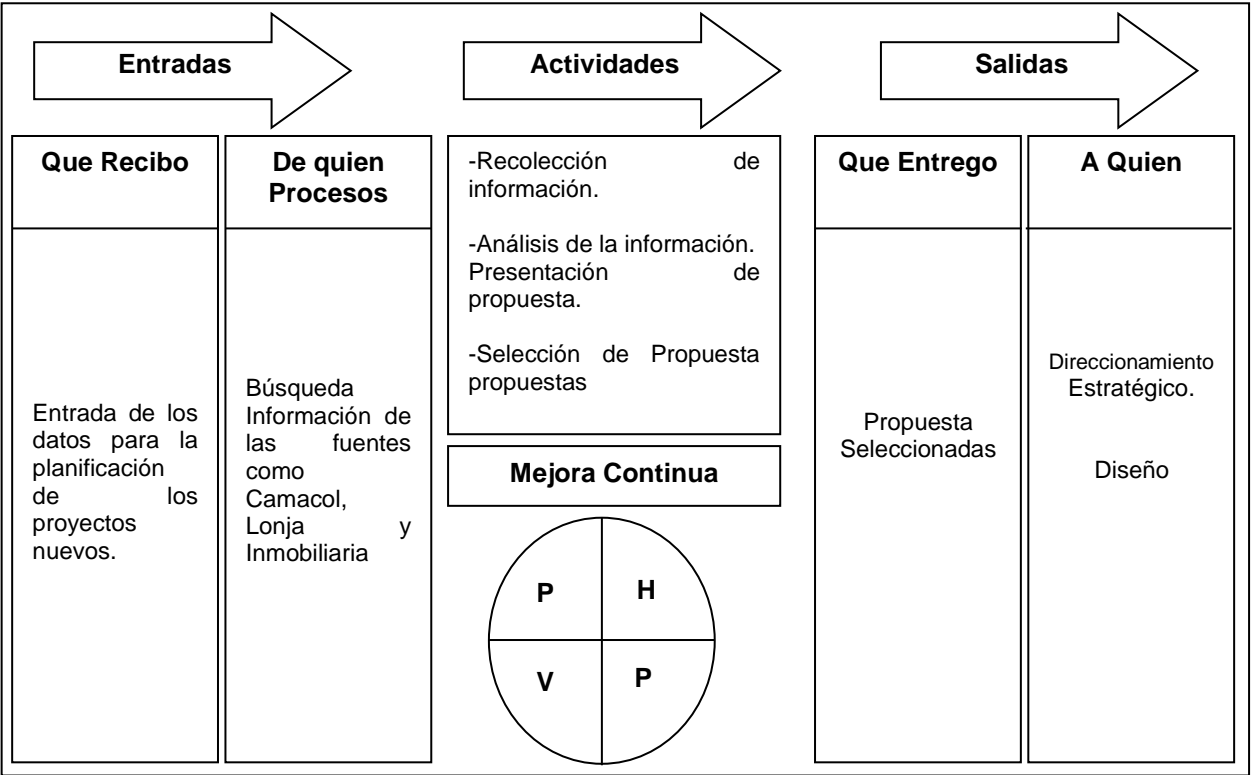 Entradas
Actividades
Salidas
Que Recibo
De quien
Procesos
Entrada de los
datos para la
planificación
de los
proyectos
nuevos.
Búsqueda
Información de
las fuentes
como
Camacol,
Lonja y
Inmobiliaria
-Recolección de
información.
-Análisis de la información.
Presentación de
propuesta.
-Selección de Propuesta
propuestas
Mejora Continua
P H
V P
Que Entrego
A Quien
Propuesta
Seleccionadas
Direccionamiento
Estratégico.
Diseño